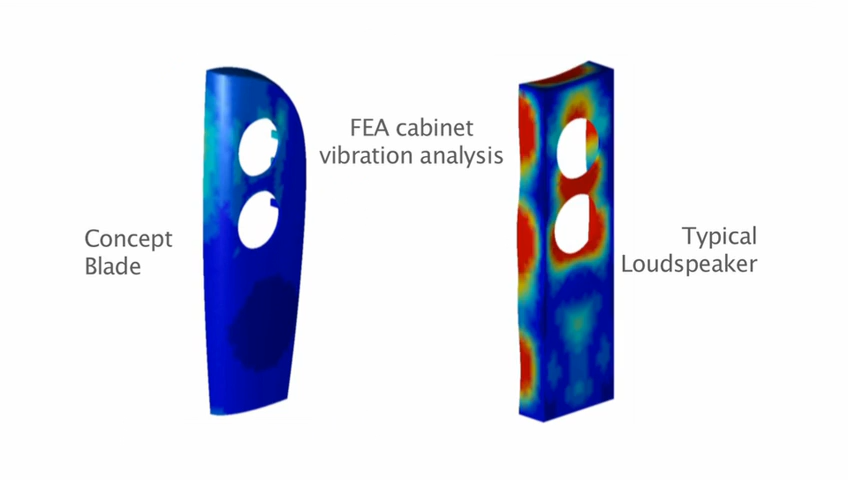 FEA cabinet
vibration analysis
Concept
Blade
Typical
Loudspeaker